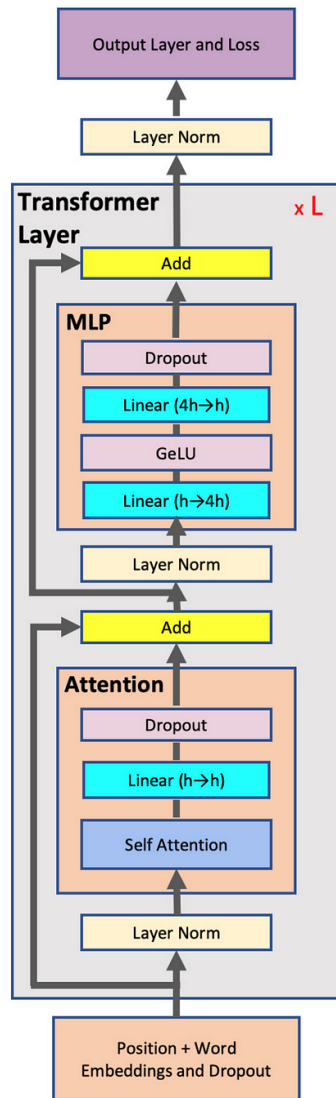 Output Layer and Loss
Layer Norm
Transformer
Layer
x L
Add
MLP
Dropout
Linear (4h→h)
GeLU
Linear (h→4h)
Layer Norm
Add
Attention
Dropout
Linear (h→h)
Self Attention
Layer Norm
Position + Word
Embeddings and Dropout